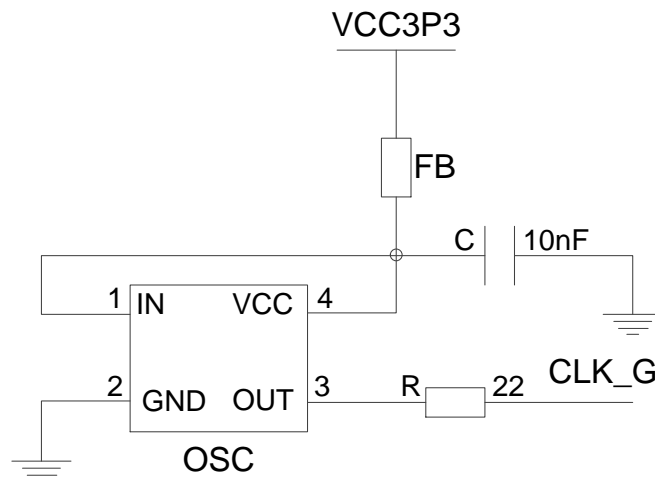 VCC3P3
FB
C 10nF
1 IN VCC 4
2 GND OUT 3 R 22 CLK_G
OSC